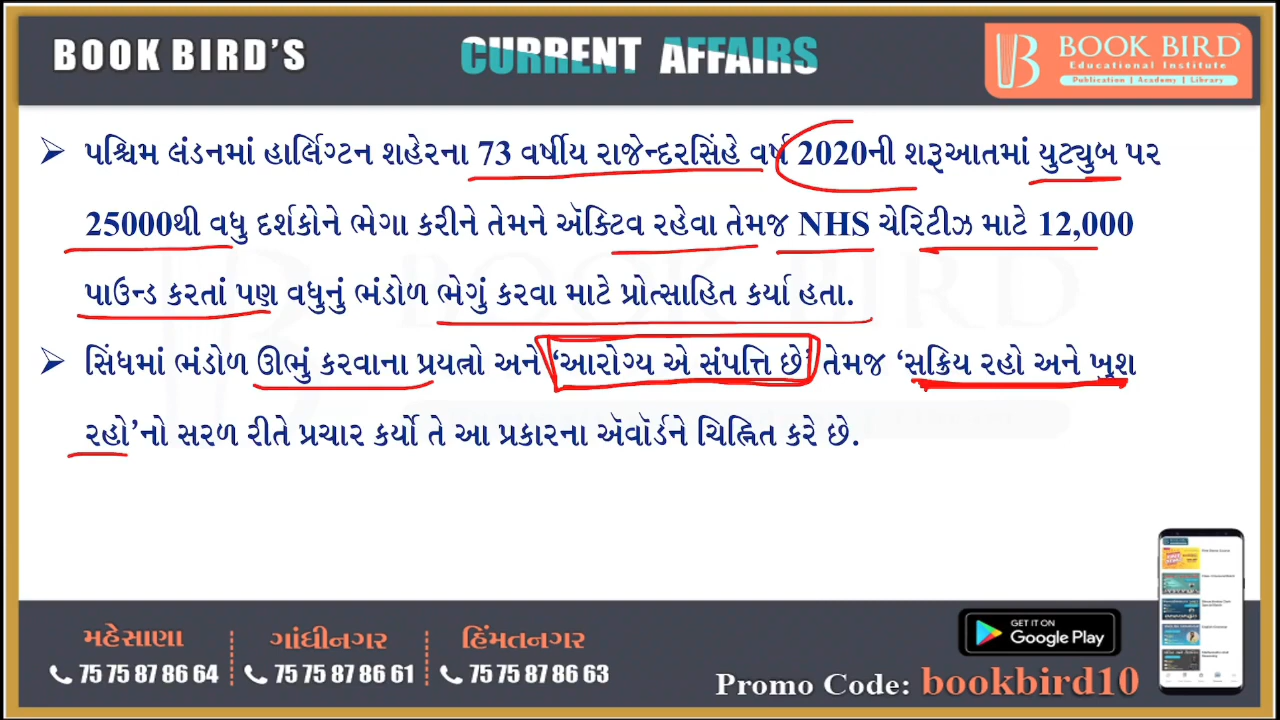 BOOK BIRD'S
CURRENT AFFAIRS
BOOK BIRD
Educational Institute
Publication | Academy | Library
પશ્ચિમ લંડનમાં હાર્લિંગ્ટન શહેરના 73 વર્ષીય રાજેન્દરસિંહે વર્ષ 2020ની શરૂઆતમાં યુટ્યુબ પર
25000થી વધુ દર્શકોને ભેગા કરીને તેમને ઍક્ટિવ રહેવા તેમજ NHS ચેરિટીઝ માટે 12,000
પાઉન્ડ કરતાં પણ વધુનું ભંડોળ ભેગું કરવા માટે પ્રોત્સાહિત કર્યા હતા.
સિંધમાં ભંડોળ ઊભું કરવાના પ્રયત્નો અને 'આરોગ્ય એ સંપત્તિ છે' તેમજ 'સક્રિય રહો અને ખુશ
રહો'નો સરળ રીતે પ્રચાર કર્યો તે આ પ્રકારના ઍવૉર્ડને ચિહ્નિત કરે છે.
મહેસાણા
75 75 87 86 64
ગાંધીનગર
75 75 87 86 61
હિંમતનગર
75 75 87 86 63
GET IT ON
Google Play
Promo Code: bookbird10